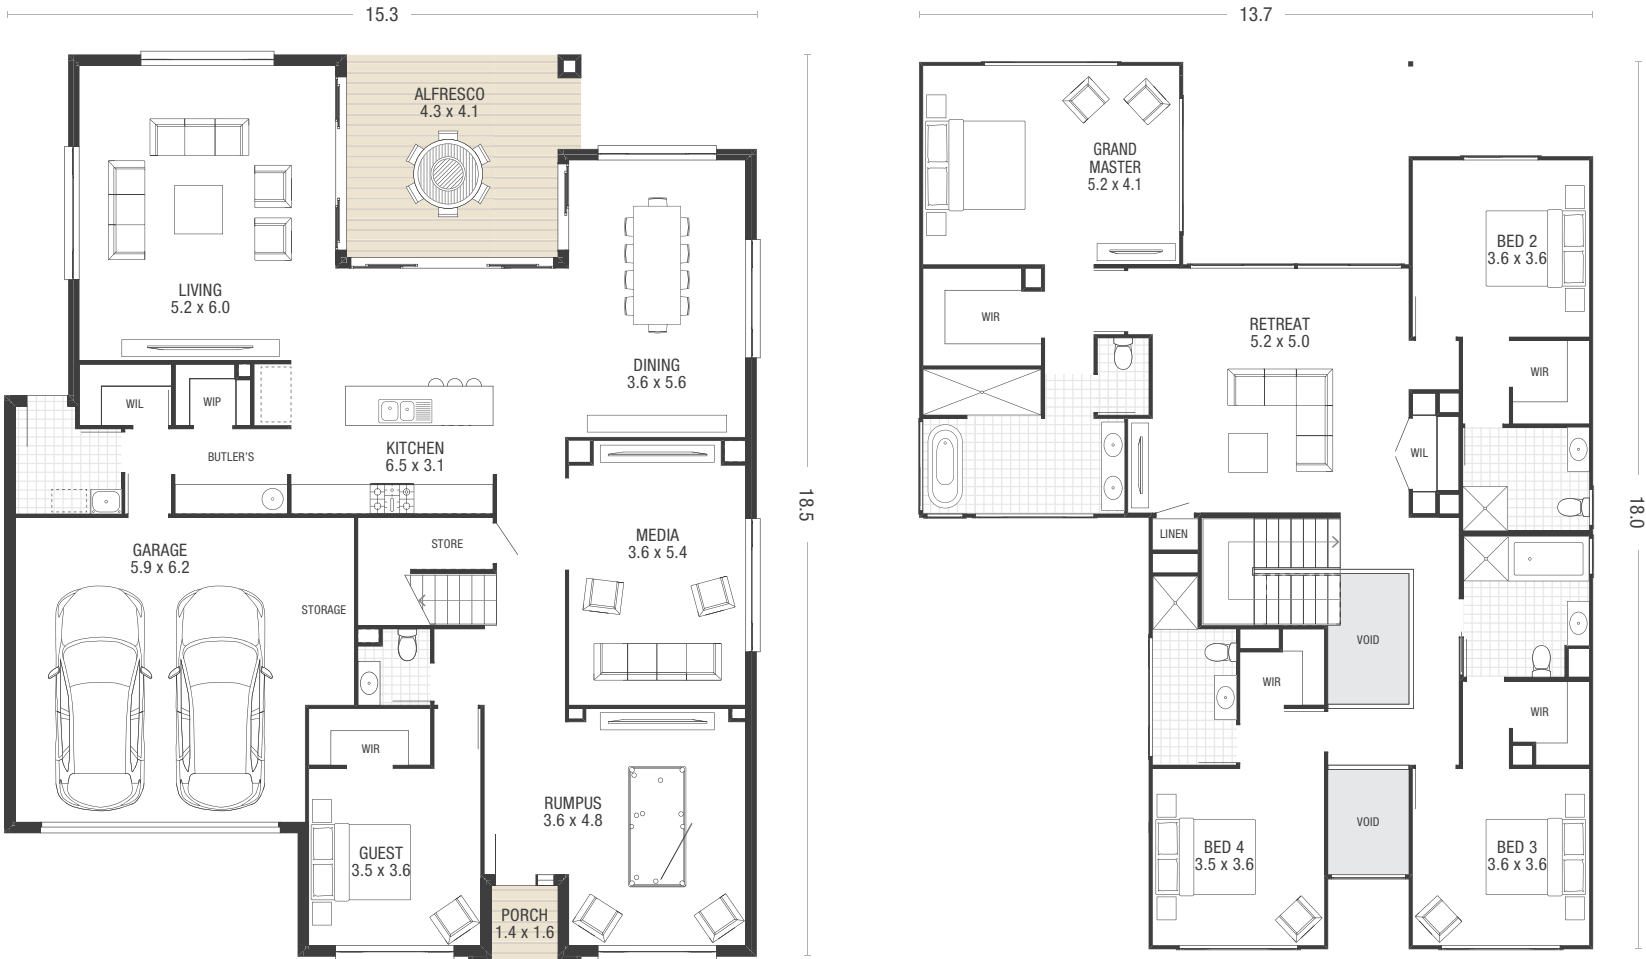 15.3
ALFRESCO
4.3 x 4.1
LIVING
5.2 x 6.0
DINING
3.6 x 5.6
WIL
WIP
BUTLER'S
KITCHEN
6.5 x 3.1
18.5
GARAGE
5.9 x 6.2
STORE
MEDIA
3.6 x 5.4
STORAGE
WIR
RUMPUS
3.6 x 4.8
GUEST
3.5 x 3.6
PORCH
1.4 x 1.6
13.7
GRAND
MASTER
5.2 x 4.1
BED 2
3.6 x 3.6
WIR
RETREAT
5.2 x 5.0
WIR
WIL
18.0
LINEN
VOID
WIR
WIR
VOID
BED 4
3.5 x 3.6
BED 3
3.6 x 3.6